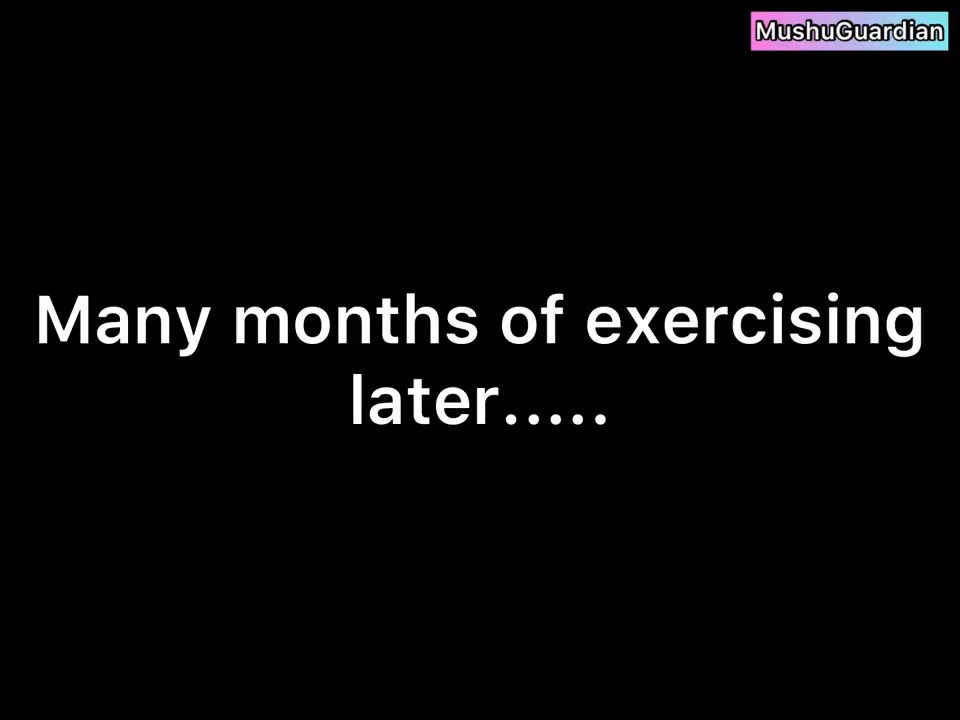 MushuGuardian
Many months of exercising
later.....